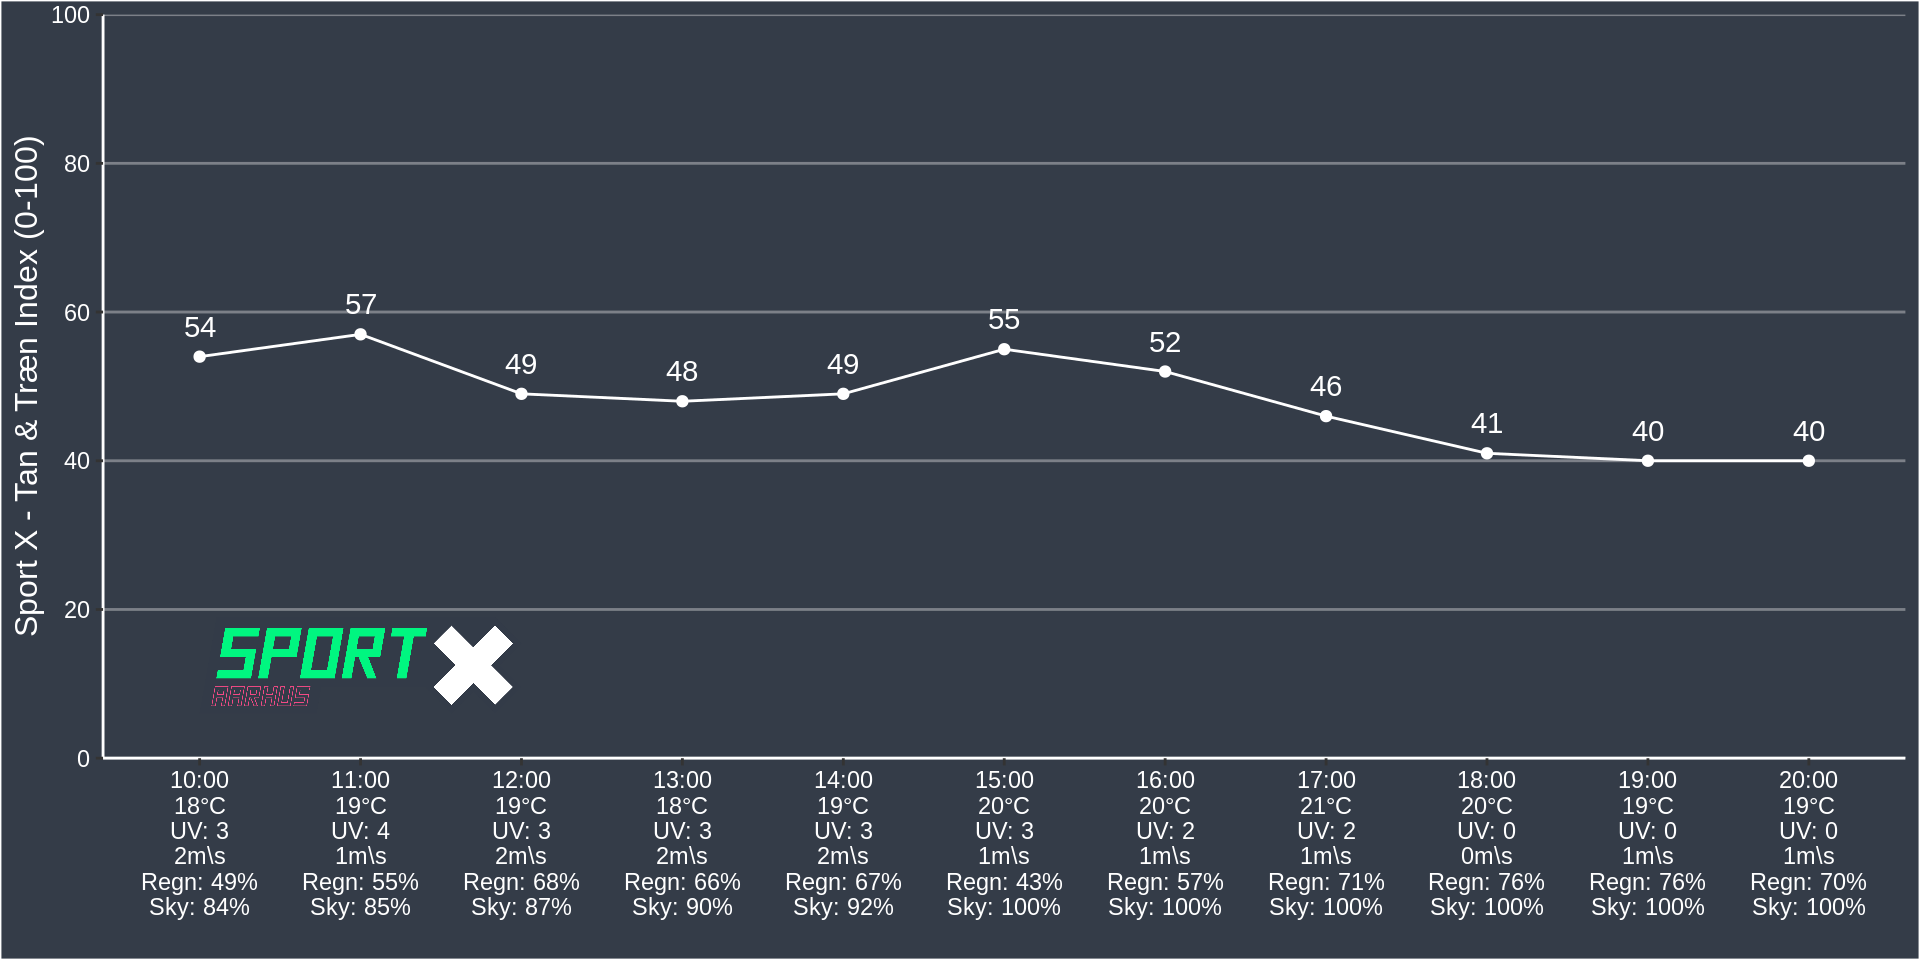 Sport X - Tan & Træn Index (0-100)
100
80
60
40
20
0
54
57
49
48
49
55
52
46
41
40
40
SPORT X
AARHUS
10:00 11:00 12:00 13:00 14:00 15:00 16:00 17:00 18:00 19:00 20:00
18°C 19°C 19°C 18°C 19°C 20°C 20°C 21°C 20°C 19°C 19°C
UV: 3 UV: 4 UV: 3 UV: 3 UV: 3 UV: 3 UV: 2 UV: 2 UV: 0 UV: 0 UV: 0
2m\s 1m\s 2m\s 2m\s 2m\s 1m\s 1m\s 1m\s 0m\s 1m\s 1m\s
Regn: 49% Regn: 55% Regn: 68% Regn: 66% Regn: 67% Regn: 43% Regn: 57% Regn: 71% Regn: 76% Regn: 76% Regn: 70%
Sky: 84% Sky: 85% Sky: 87% Sky: 90% Sky: 92% Sky: 100% Sky: 100% Sky: 100% Sky: 100% Sky: 100% Sky: 100%